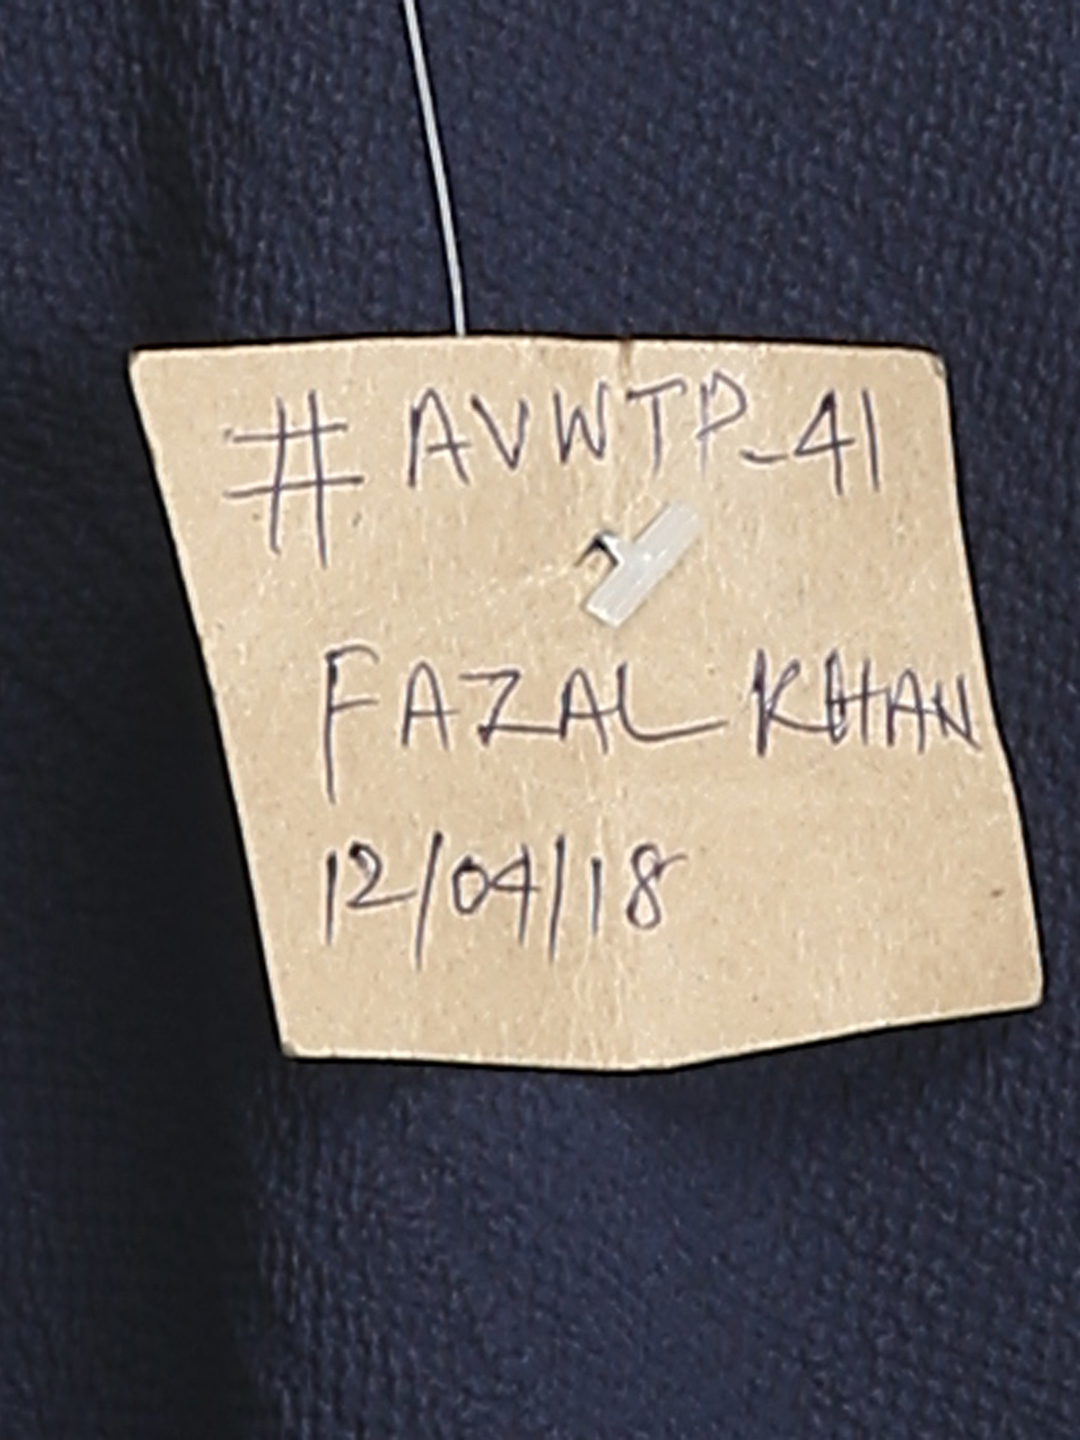 # AVWTP-41
FAZAL KHAN
12/04/18